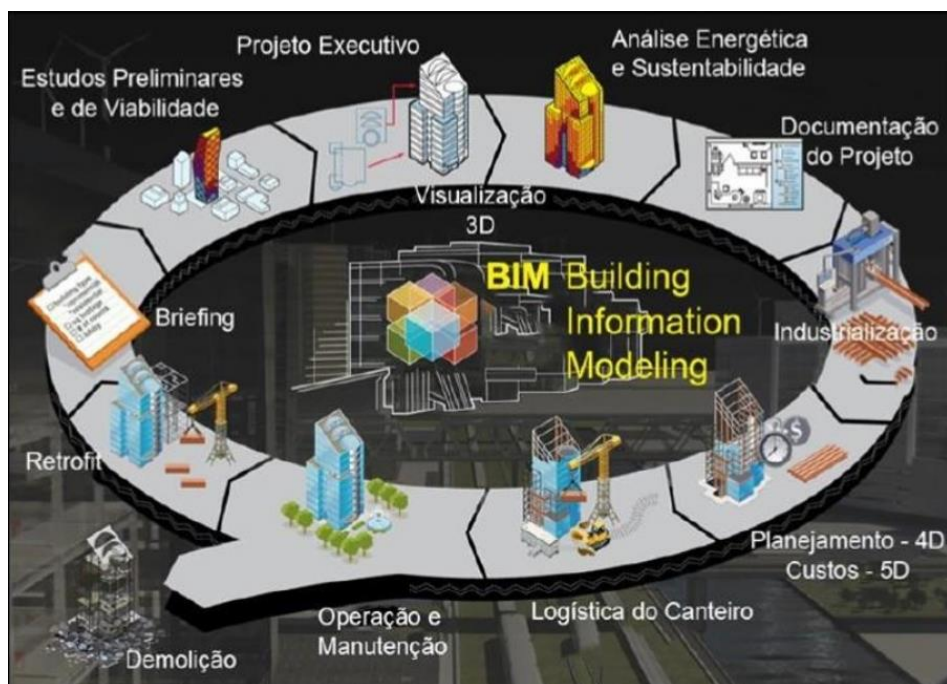 Projeto Executivo
Análise Energética
e Sustentabilidade
Estudos Preliminares
e de Viabilidade
Documentação
do Projeto
Visualização
3D
BIM Building
Information
Modeling
Briefing
Industrialização
Retrofit
Planejamento - 4D
Custos - 5D
Logística do Canteiro
Operação e
Manutenção
Demolição
$